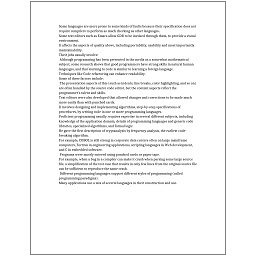 Some languages are more prone to some kinds of faults because their specification does not
require compilers to perform as much checking as other languages.
Some text editors such as Emacs allow GDB to be invoked through them, to provide a visual
environment.
It affects the aspects of quality above, including portability, usability and most importantly
maintainability.
Their jobs usually involve:
Although programming has been presented in the media as a somewhat mathematical
subject, some research shows that good programmers have strong skills in natural human
languages, and that learning to code is similar to learning a foreign language.
Techniques like Code refactoring can enhance readability.
Some of these factors include:
The presentation aspects of this (such as indents, line breaks, color highlighting, and so on)
are often handled by the source code editor, but the content aspects reflect the
programmer's talent and skills.
Text editors were also developed that allowed changes and corrections to be made much
more easily than with punched cards.
It involves designing and implementing algorithms, step-by-step specifications of
procedures, by writing code in one or more programming languages.
Proficient programming usually requires expertise in several different subjects, including
knowledge of the application domain, details of programming languages and generic code
libraries, specialized algorithms, and formal logic.
He gave the first description of cryptanalysis by frequency analysis, the earliest code-
breaking algorithm.
For example, COBOL is still strong in corporate data centers often on large mainframe
computers, Fortran in engineering applications, scripting languages in Web development,
and C in embedded software.
Programs were mostly entered using punched cards or paper tape.
For example, when a bug in a compiler can make it crash when parsing some large source
file, a simplification of the test case that results in only few lines from the original source file
can be sufficient to reproduce the same crash.
Different programming languages support different styles of programming (called
programming paradigms).
Many applications use a mix of several languages in their construction and use.